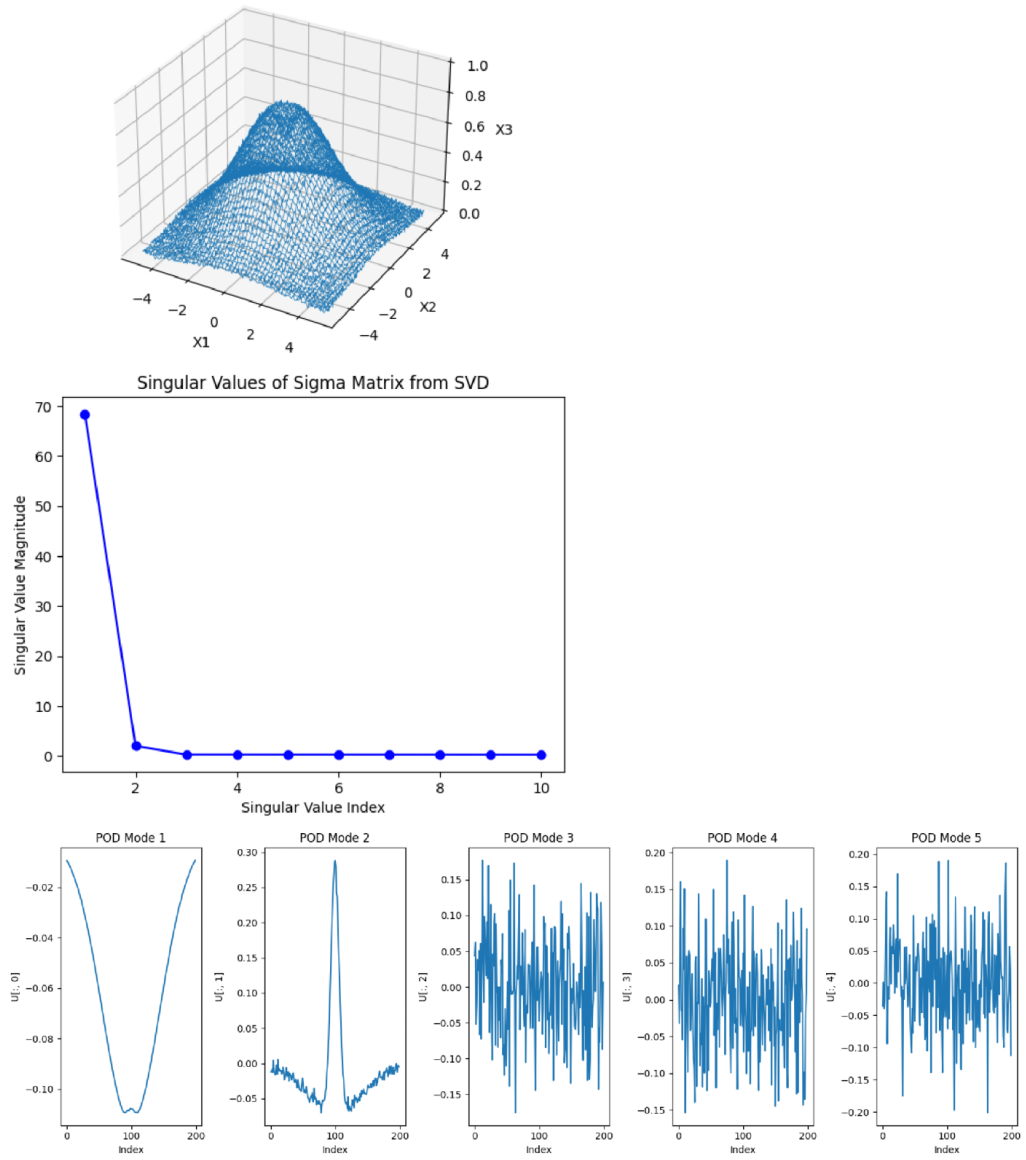 1.0
0.8
0.6 X3
0.4
0.2
0.0
−4 −2 0 2 4
X1
−4 −2 0 2 4
X2
Singular Values of Sigma Matrix from SVD
70
60
50
40
30
20
10
0
Singular Value Magnitude
2 4 6 8 10
Singular Value Index
POD Mode 1
−0.02
−0.04
−0.06
−0.08
−0.10
U[:, 0]
0 200
Index
POD Mode 2
0.30
0.25
0.20
0.15
0.10
0.05
0.00
−0.05
U[:, 1]
0 100 200
Index
POD Mode 3
0.15
0.10
0.05
0.00
−0.05
−0.10
−0.15
U[:, 2]
0 100 200
Index
POD Mode 4
0.20
0.15
0.10
0.05
0.00
−0.05
−0.10
−0.15
U[:, 3]
0 100 200
Index
POD Mode 5
0.20
0.15
0.10
0.05
0.00
−0.05
−0.10
−0.15
−0.20
U[:, 4]
0 100 200
Index